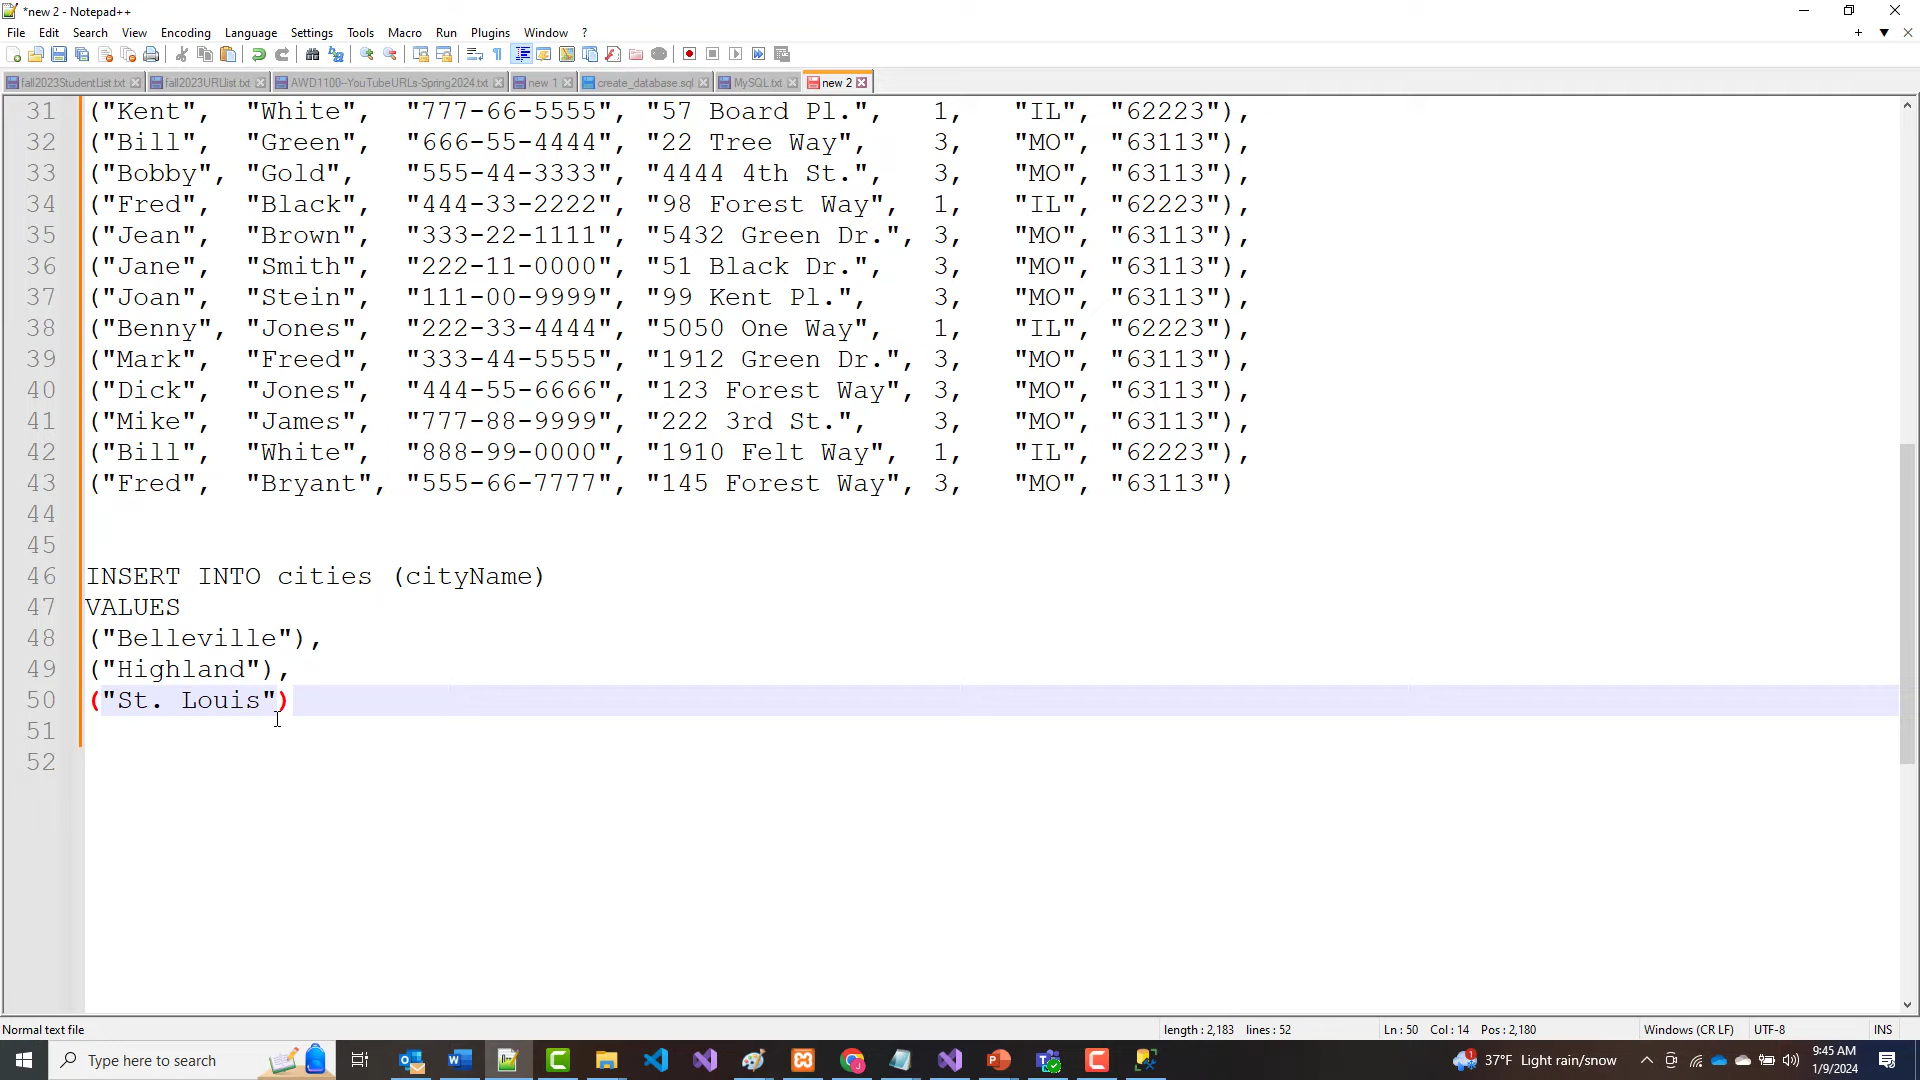 *new 2 - Notepad++
File Edit Search View Encoding Language Settings Tools Macro Run Plugins Window ?
fall2023StudentList.txt fall2023URLlist.txt AWD1100--YouTubeURLs-Spring2024.txt new 1 create_database.sql MySQL.txt new 2
31 ("Kent", "White", "777-66-5555", "57 Board Pl.", 1, "IL", "62223"),
32 ("Bill", "Green", "666-55-4444", "22 Tree Way", 3, "MO", "63113"),
33 ("Bobby", "Gold", "555-44-3333", "4444 4th St.", 3, "MO", "63113"),
34 ("Fred", "Black", "444-33-2222", "98 Forest Way", 1, "IL", "62223"),
35 ("Jean", "Brown", "333-22-1111", "5432 Green Dr.", 3, "MO", "63113"),
36 ("Jane", "Smith", "222-11-0000", "51 Black Dr.", 3, "MO", "63113"),
37 ("Joan", "Stein", "111-00-9999", "99 Kent Pl.", 3, "MO", "63113"),
38 ("Benny", "Jones", "222-33-4444", "5050 One Way", 1, "IL", "62223"),
39 ("Mark", "Freed", "333-44-5555", "1912 Green Dr.", 3, "MO", "63113"),
40 ("Dick", "Jones", "444-55-6666", "123 Forest Way", 3, "MO", "63113"),
41 ("Mike", "James", "777-88-9999", "222 3rd St.", 3, "MO", "63113"),
42 ("Bill", "White", "888-99-0000", "1910 Felt Way", 1, "IL", "62223"),
43 ("Fred", "Bryant", "555-66-7777", "145 Forest Way", 3, "MO", "63113")
44
45
46 INSERT INTO cities (cityName)
47 VALUES
48 ("Belleville"),
49 ("Highland"),
50 ("St. Louis")
51
52
Normal text file length : 2,183 lines : 52 Ln : 50 Col : 14 Pos : 2,180 Windows (CR LF) UTF-8 INS
Type here to search 37°F Light rain/snow 9:45 AM
1/9/2024